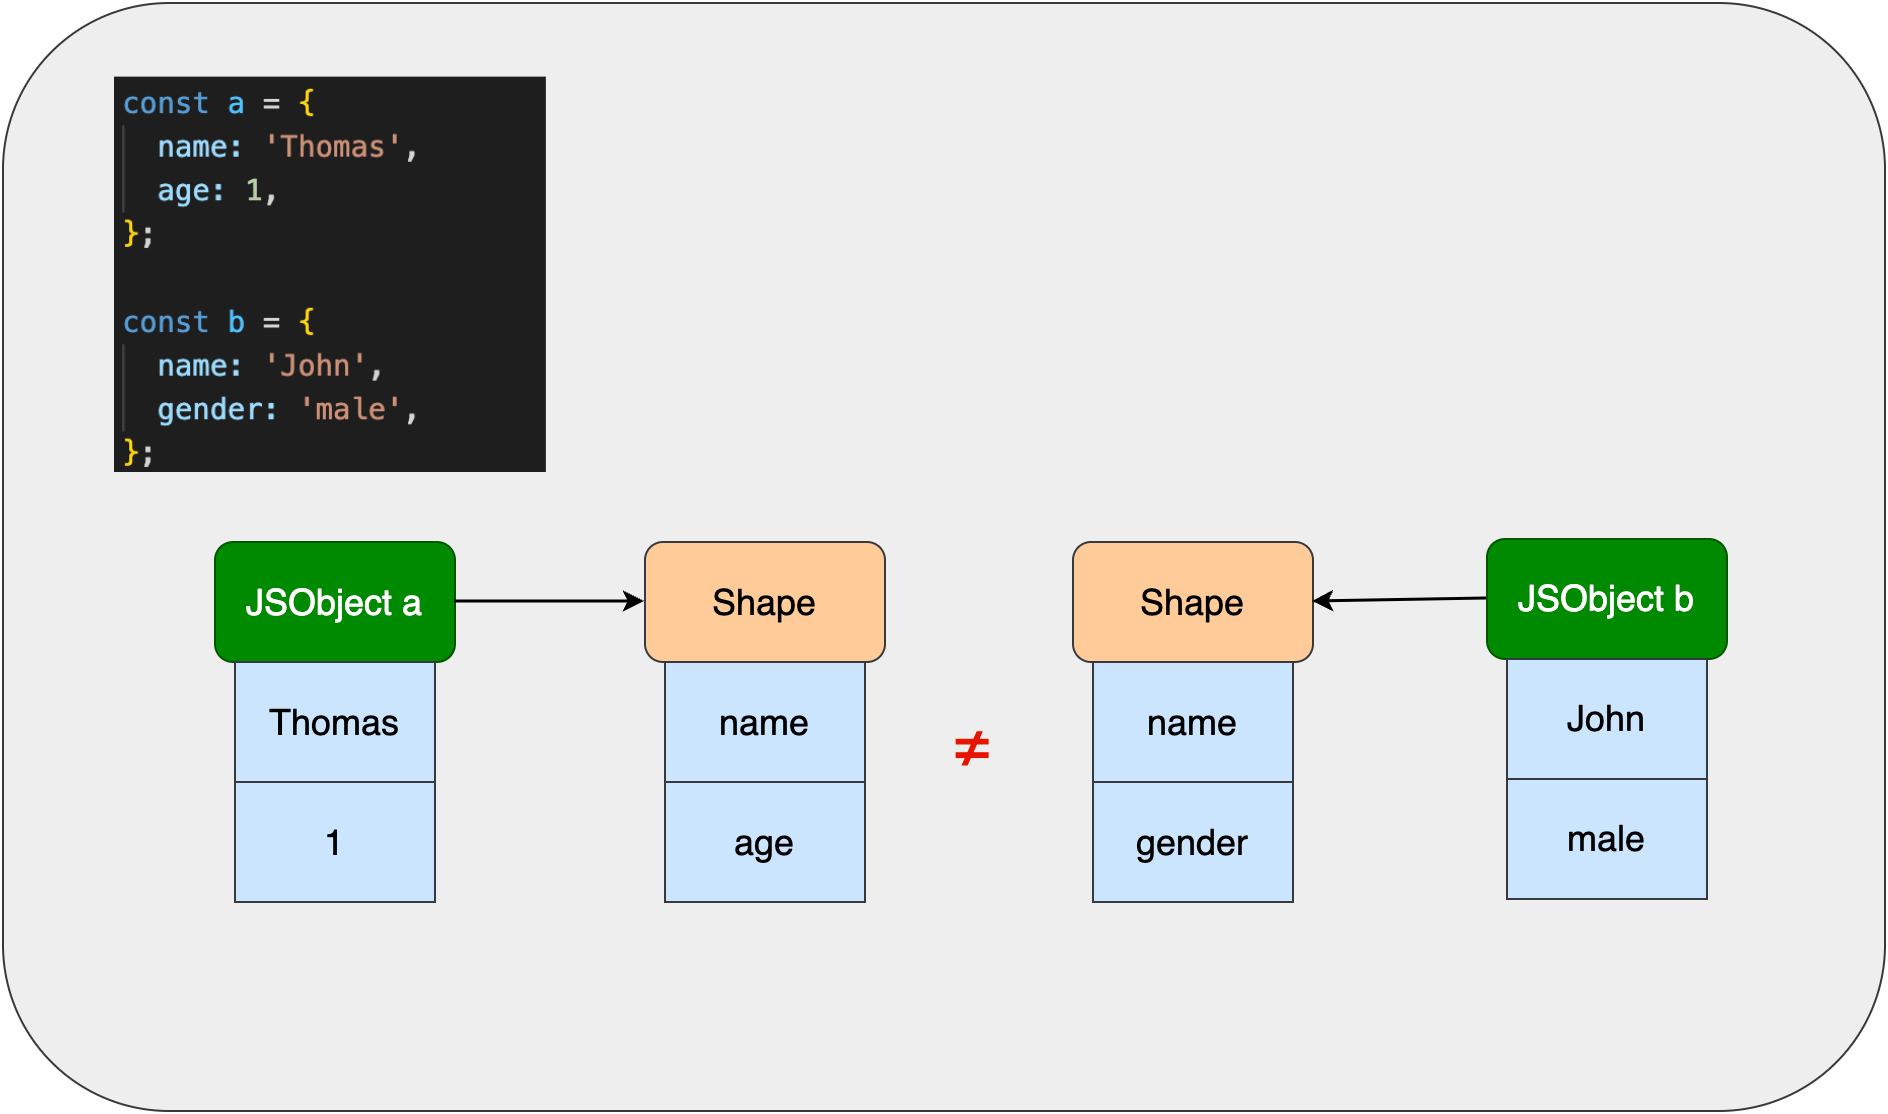 const a = {
  name: 'Thomas',
  age: 1,
};
const b = {
  name: 'John',
  gender: 'male',
};
JSObject a
Shape
Shape
JSObject b
Thomas
name
≠
name
John
1
age
gender
male